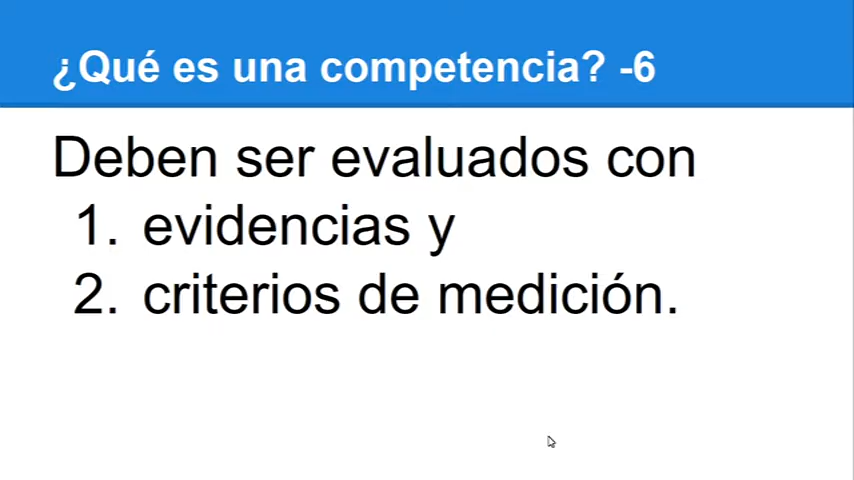 ¿Qué es una competencia? -6
Deben ser evaluados con
1. evidencias y
2. criterios de medición.